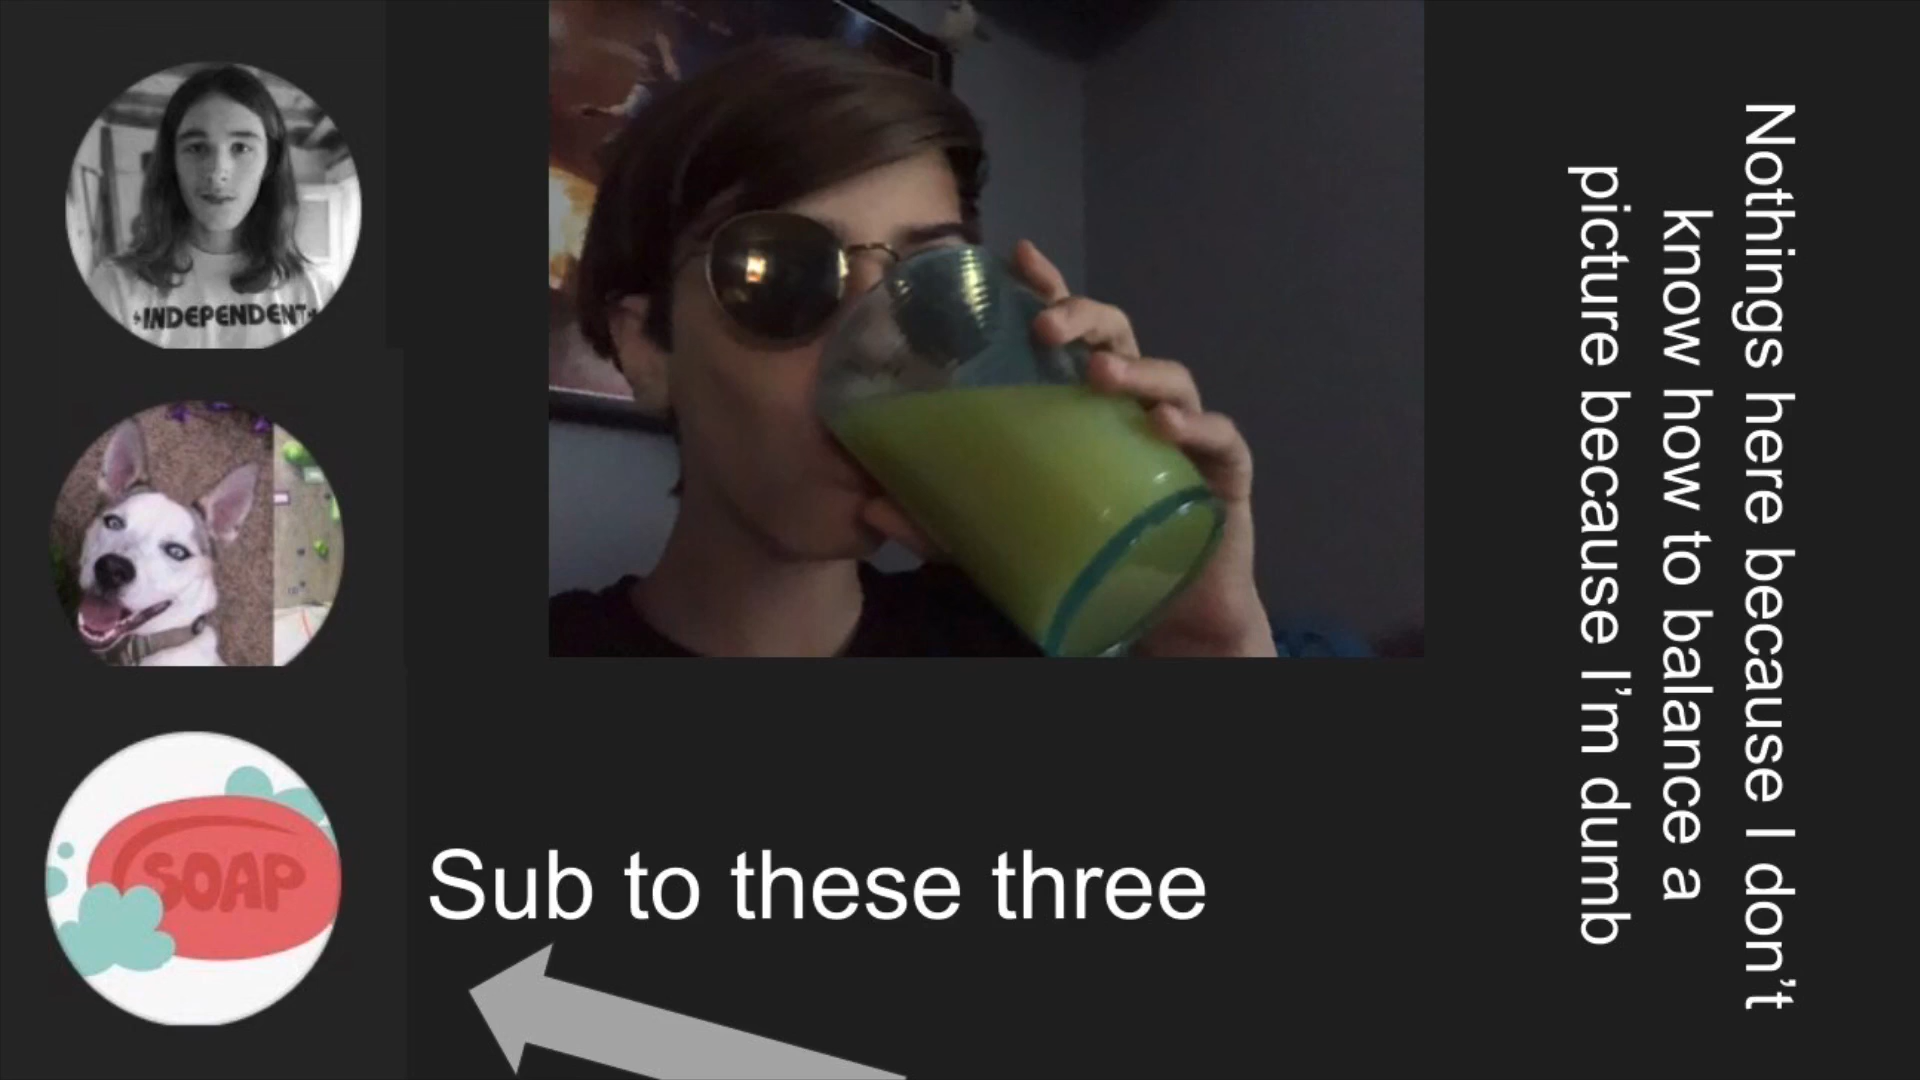 INDEPENDENT
SOAP
Sub to these three
Nothings here because I don't
know how to balance a
picture because I'm dumb